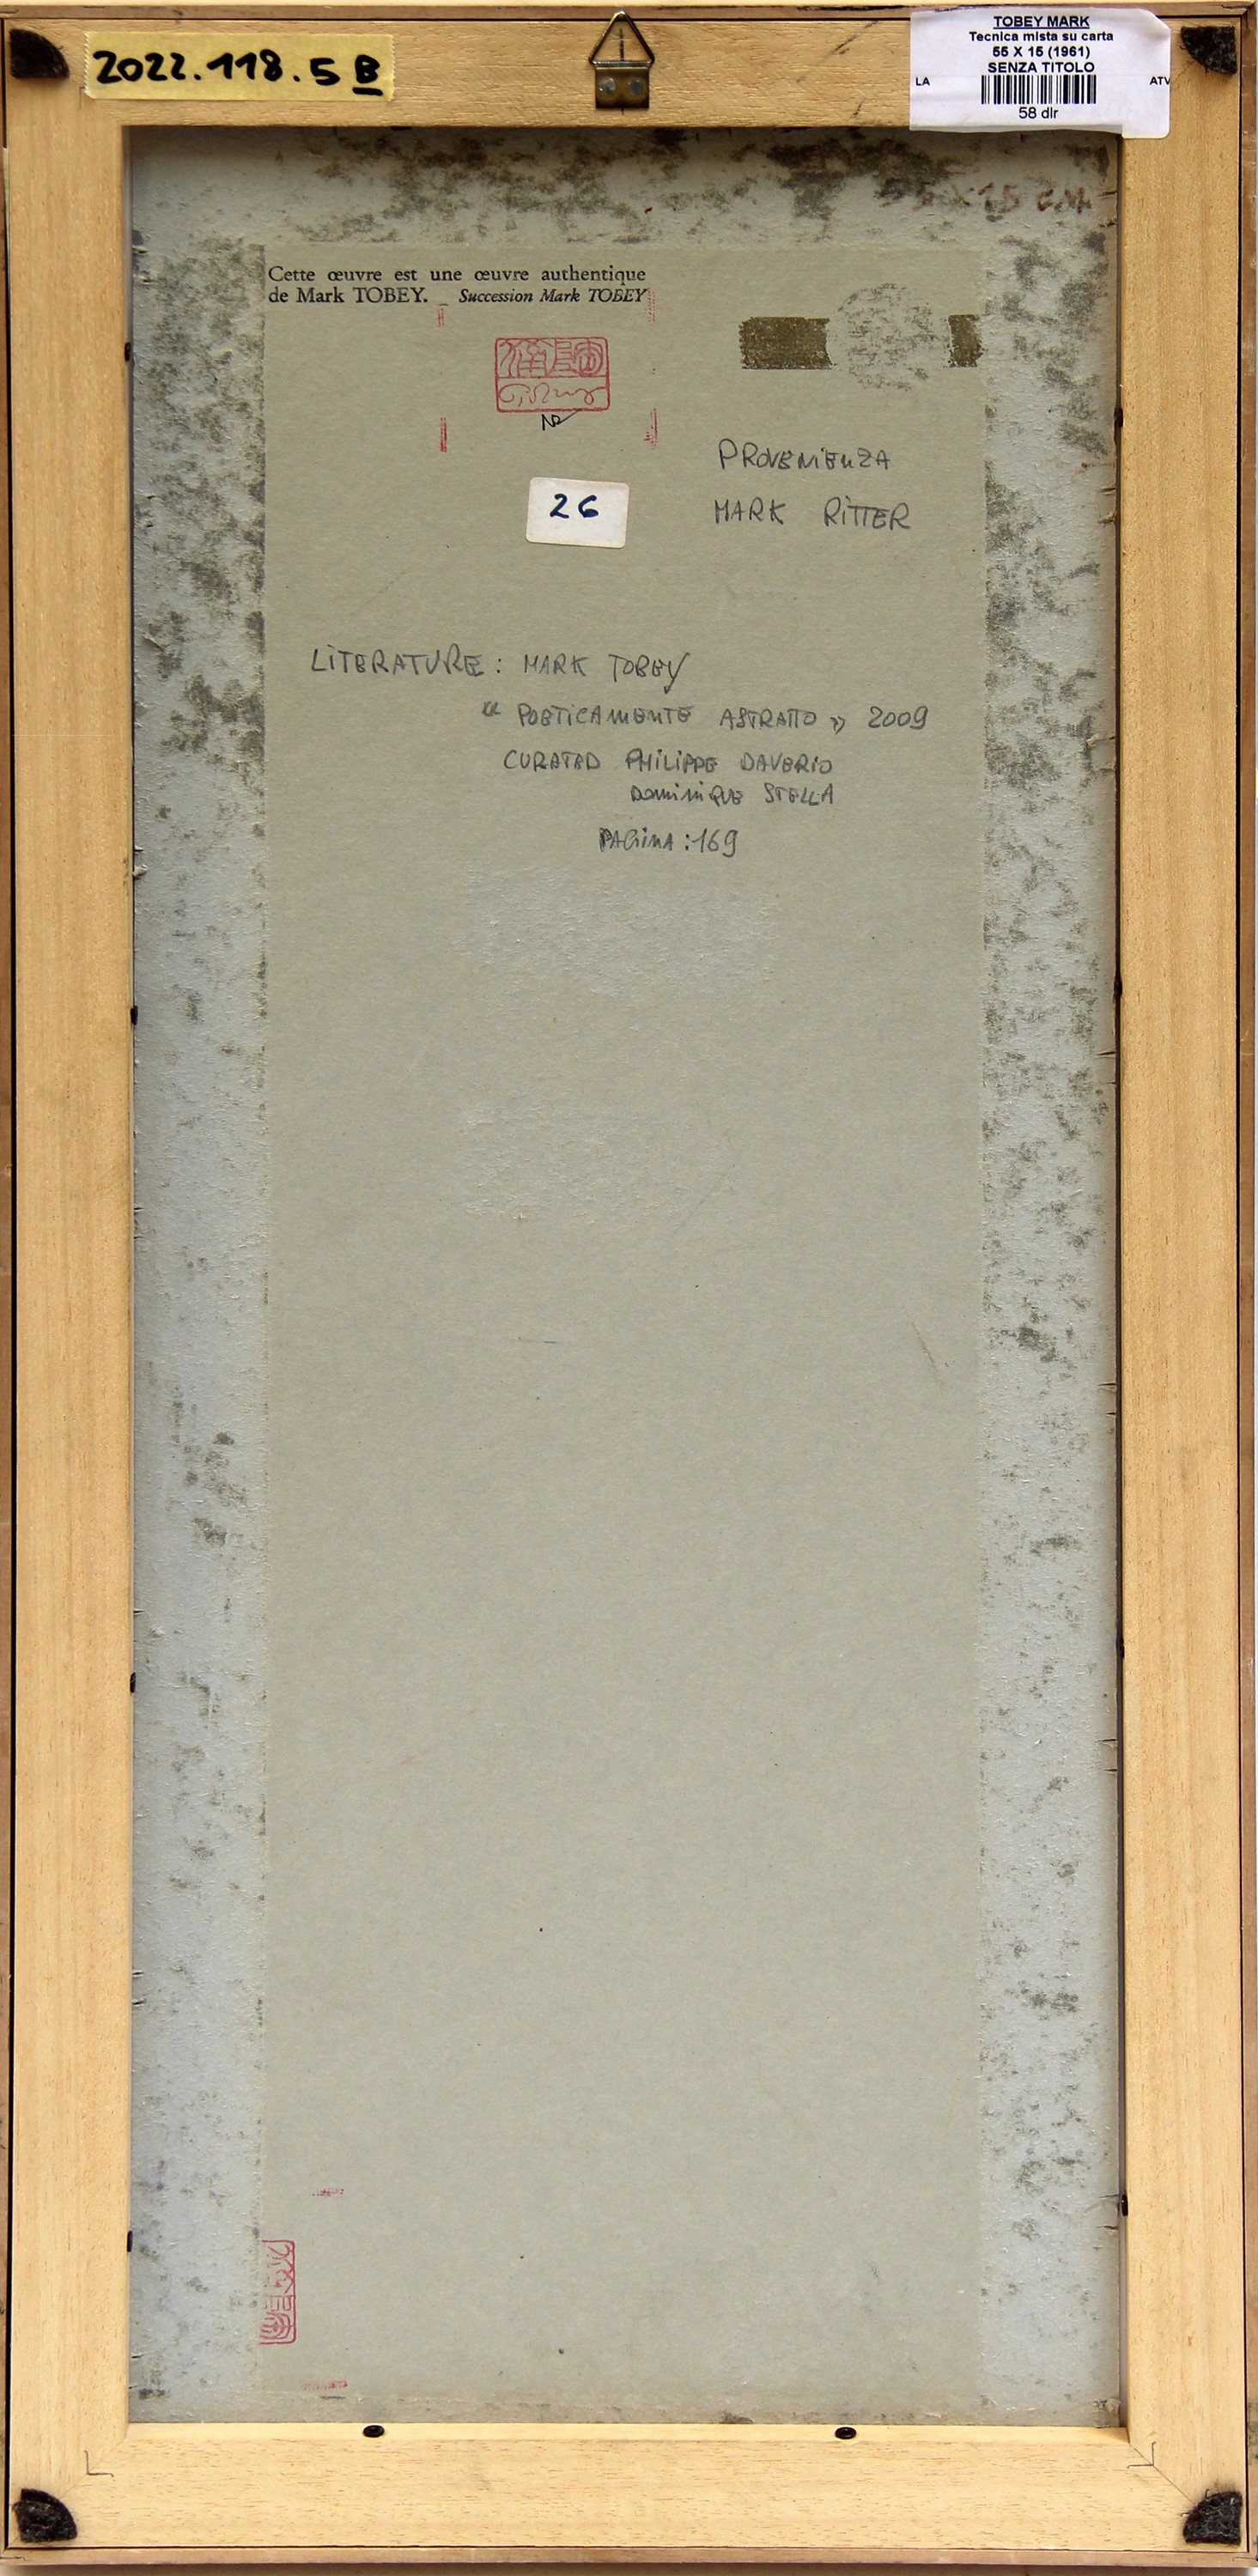 2022.118.5 B
TOBEY MARK
Tecnica mista su carta
55 X 15 (1961)
SENZA TITOLO
LA
ATV
58 dlr
55 X 15 C.M.
Cette œuvre est une œuvre authentique
de Mark TOBEY. _ Succession Mark TOBEY
26
PROVENIENZA
MARK RITTER
LITERATURE : MARK TOBEY
« POETICAMENTE ASTRATTO » 2009
CURATED PHILIPPE DAVERIO
DOMINIQUE STELLA
PAGINA : 169